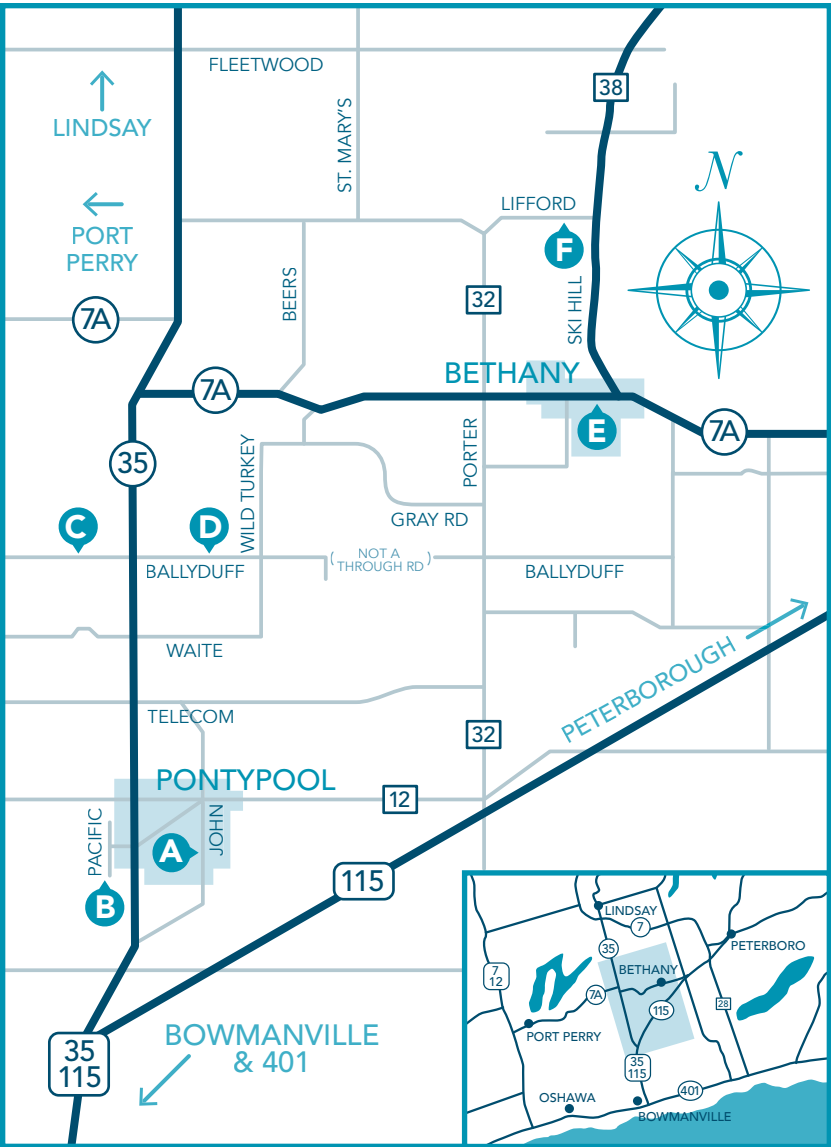 FLEETWOOD
ST. MARY'S
38
LINDSAY
N
PORT
PERRY
LIFFORD
F
7A
BEERS
32
SKI HILL
BETHANY
7A
E
7A
35
WILD TURKEY
PORTER
C
D
GRAY RD
BALLYDUFF
( NOT A
THROUGH RD )
BALLYDUFF
WAITE
PETERBOROUGH
TELECOM
32
PONTYPOOL
12
PACIFIC
JOHN
A
115
B
35
115
BOWMANVILLE
& 401
LINDSAY
7
35
PETERBORO
7
12
BETHANY
7A
115
28
PORT PERRY
35
115
401
OSHAWA
BOWMANVILLE